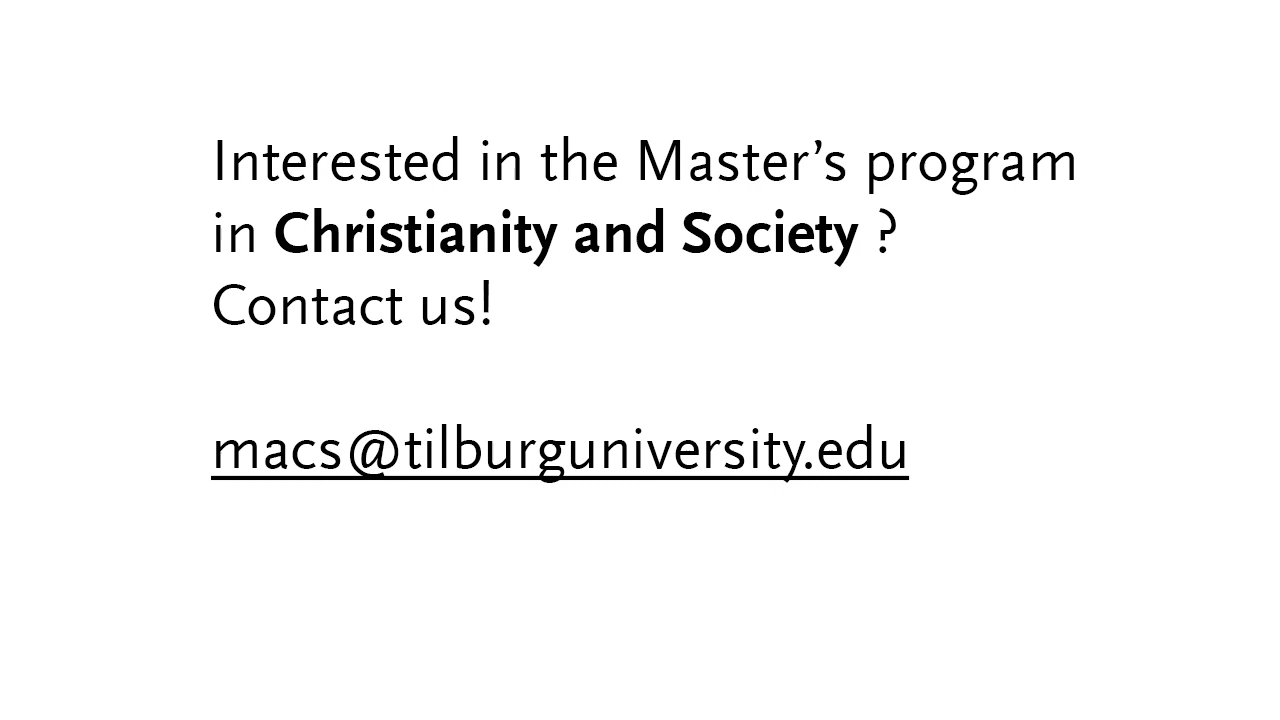 Interested in the Master’s program
in Christianity and Society ?
Contact us!
macs@tilburguniversity.edu